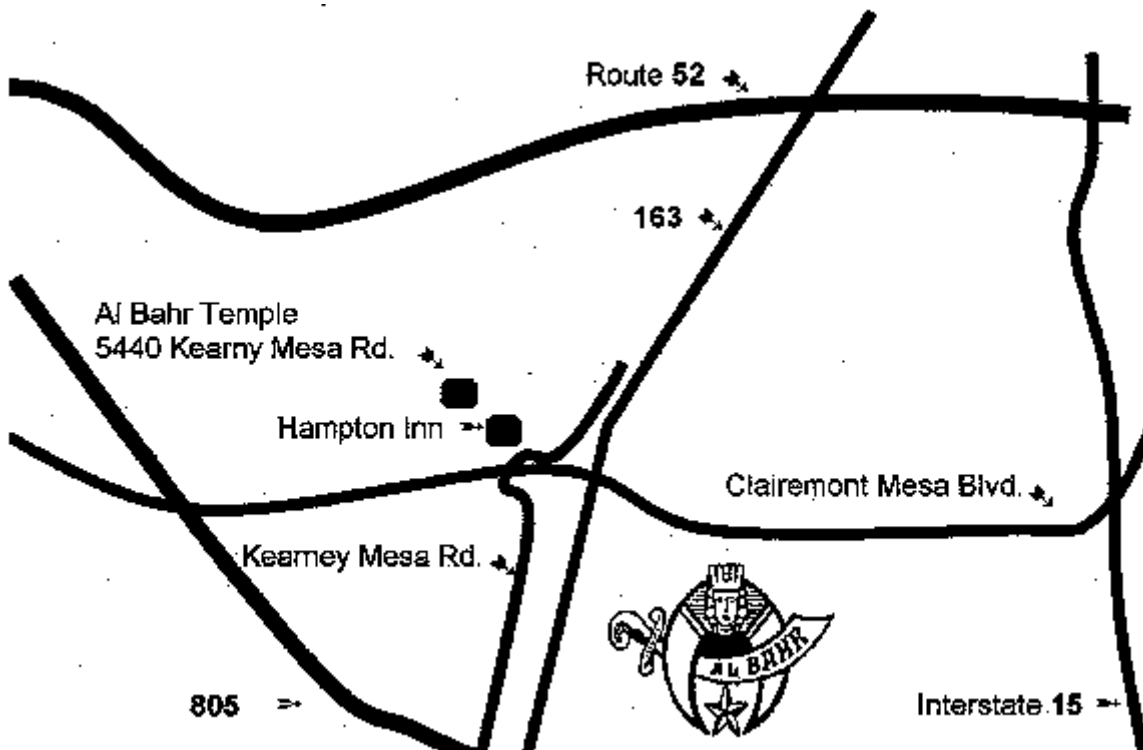 Route 52
163
Al Bahr Temple
5440 Kearny Mesa Rd.
Hampton Inn
Clairemont Mesa Blvd.
Kearney Mesa Rd.
AL BAHR
805
Interstate 15